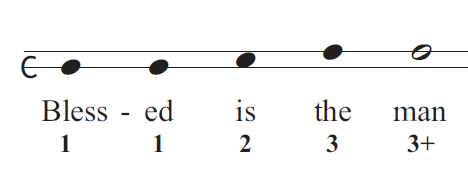 Bless - ed is the man
1 1 2 3 3+